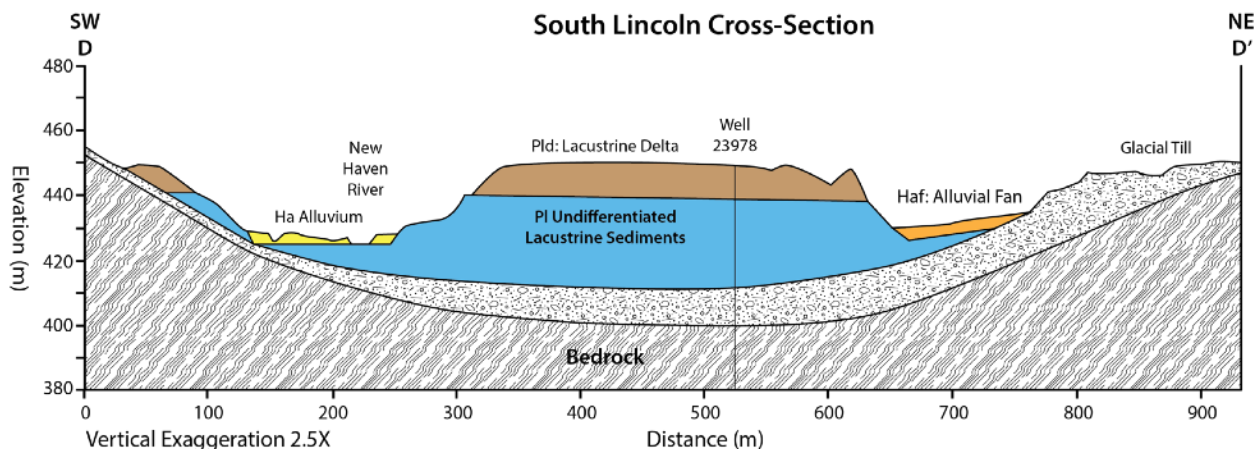 SW
D
South Lincoln Cross-Section
NE
D'
480
460
440
420
400
380
Elevation (m)
New
Haven
River
Ha Alluvium
Pld: Lacustrine Delta
Well
23978
Pl Undifferentiated
Lacustrine Sediments
Haf: Alluvial Fan
Glacial Till
Bedrock
0
100
200
300
400
500
600
700
800
900
Vertical Exaggeration 2.5X
Distance (m)